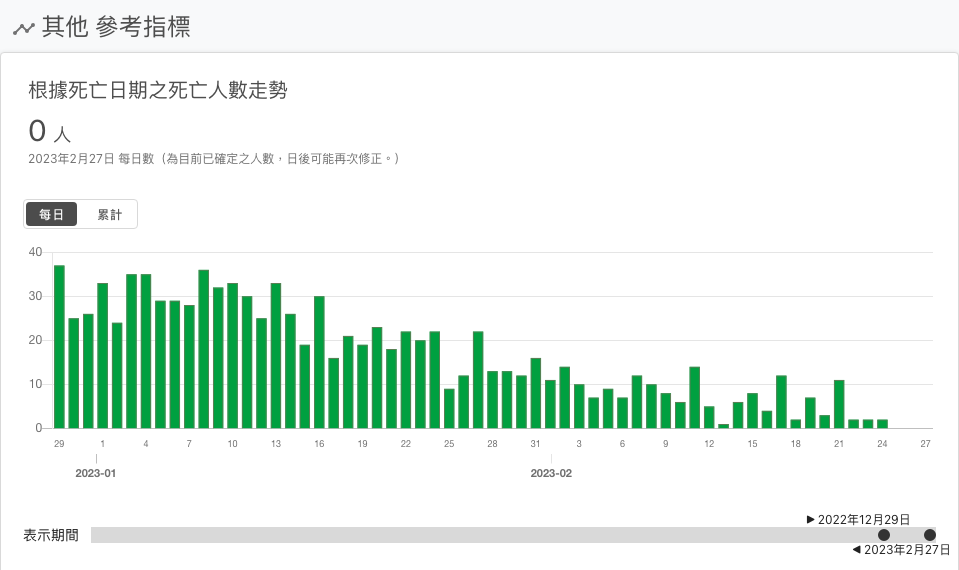 其他 參考指標
根據死亡日期之死亡人數走勢
0 人
2023年2月27日 每日數（為目前已確定之人數，日後可能再次修正。）
每日 累計
40
30
20
10
0
29 1 4 7 10 13 16 19 22 25 28 31 3 6 9 12 15 18 21 24 27
2023-01 2023-02
▶ 2022年12月29日
表示期間
◀ 2023年2月27日